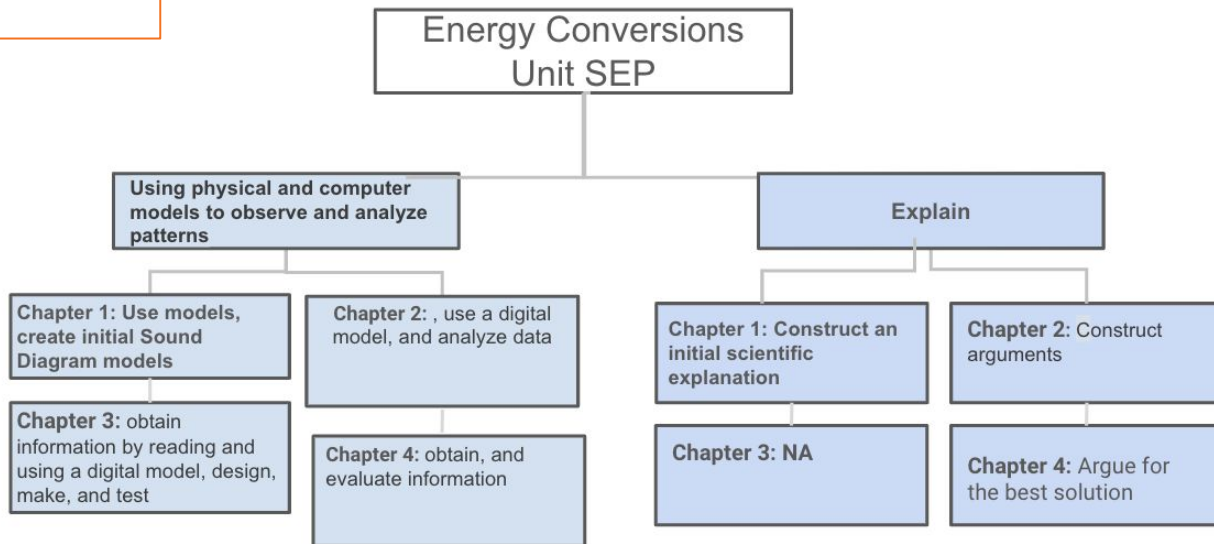 Energy Conversions
Unit SEP
Using physical and computer
models to observe and analyze
patterns
Explain
Chapter 1: Use models,
create initial Sound
Diagram models
Chapter 2: , use a digital
model, and analyze data
Chapter 3: obtain
information by reading and
using a digital model, design,
make, and test
Chapter 4: obtain, and
evaluate information
Chapter 1: Construct an
initial scientific
explanation
Chapter 2: Construct
arguments
Chapter 3: NA
Chapter 4: Argue for
the best solution